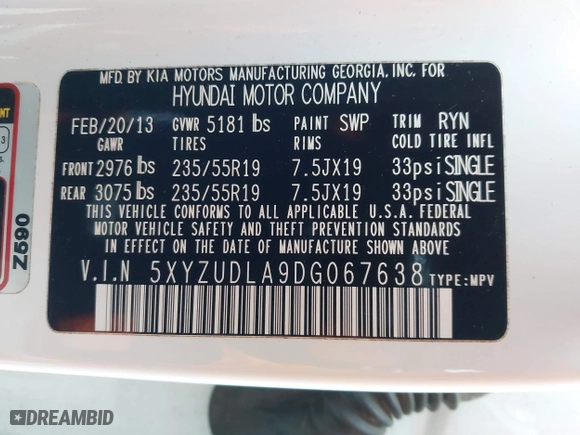 MFD. BY KIA MOTORS MANUFACTURING GEORGIA, INC. FOR
HYUNDAI MOTOR COMPANY
FEB/20/13 GVWR 5181 lbs PAINT SWP TRIM RYN
GAWR TIRES RIMS COLD TIRE INFL
FRONT 2976 lbs 235/55R19 7.5JX19 33psi SINGLE
REAR 3075 lbs 235/55R19 7.5JX19 33psi SINGLE
THIS VEHICLE CONFORMS TO ALL APPLICABLE U.S.A. FEDERAL
MOTOR VEHICLE SAFETY AND THEFT PREVENTION STANDARDS
IN EFFECT ON THE DATE OF MANUFACTURE SHOWN ABOVE.
V.I.N 5XYZUDLA9DG067638 TYPE: MPV
Z590
DREAMBID